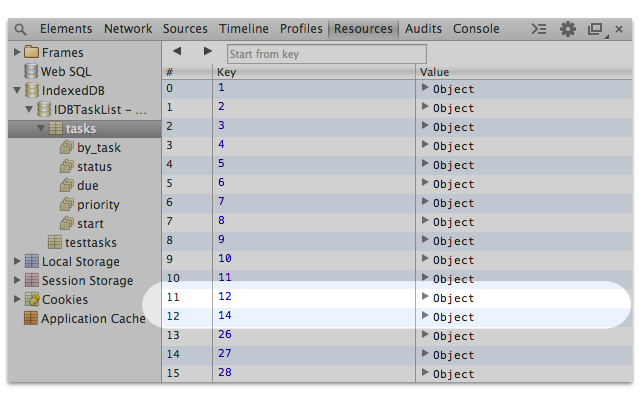 Elements Network Sources Timeline Profiles Resources Audits Console
Frames
Web SQL
IndexedDB
IDBTaskList – ...
tasks
by_task
status
due
priority
start
testtasks
Local Storage
Session Storage
Cookies
Application Cache
Start from key
# Key Value
0 1 Object
1 2 Object
2 3 Object
3 4 Object
4 5 Object
5 6 Object
6 7 Object
7 8 Object
8 9 Object
9 10 Object
10 11 Object
11 12 Object
12 14 Object
13 26 Object
14 27 Object
15 28 Object